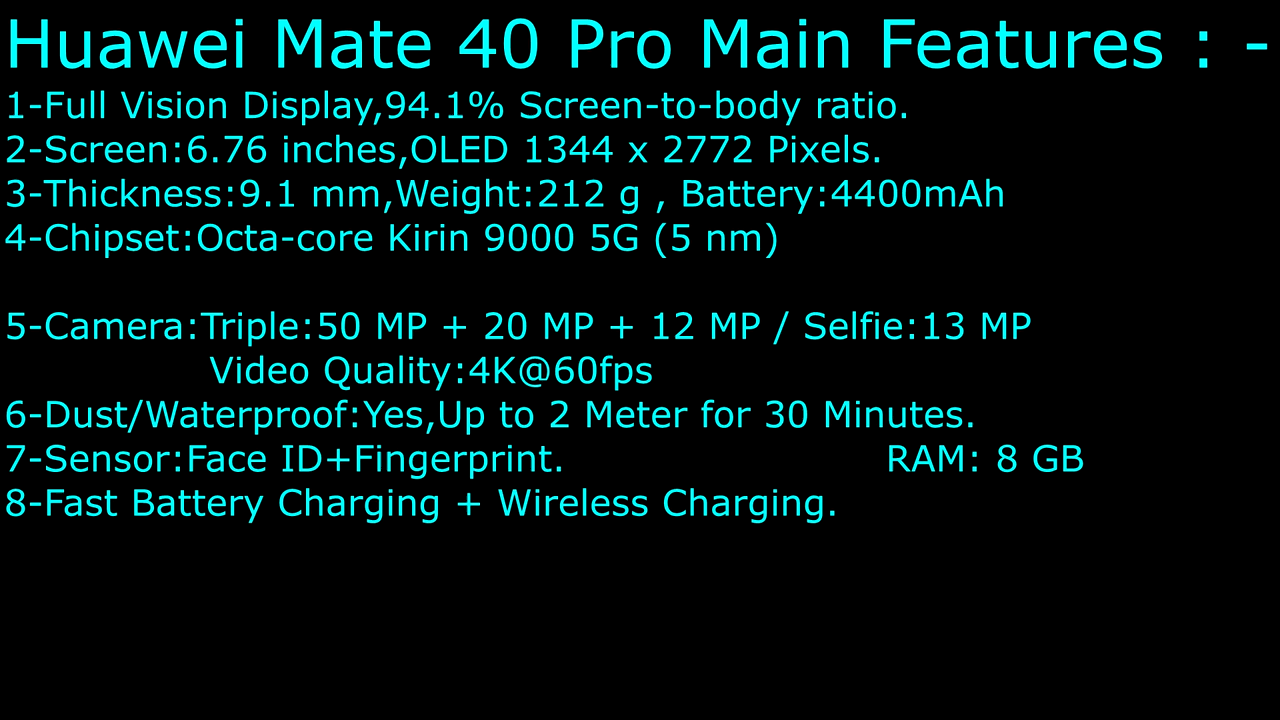 Huawei Mate 40 Pro Main Features : -
1-Full Vision Display,94.1% Screen-to-body ratio.
2-Screen:6.76 inches,OLED 1344 x 2772 Pixels.
3-Thickness:9.1 mm,Weight:212 g , Battery:4400mAh
4-Chipset:Octa-core Kirin 9000 5G (5 nm)
5-Camera:Triple:50 MP + 20 MP + 12 MP / Selfie:13 MP
Video Quality:4K@60fps
6-Dust/Waterproof:Yes,Up to 2 Meter for 30 Minutes.
7-Sensor:Face ID+Fingerprint. RAM: 8 GB
8-Fast Battery Charging + Wireless Charging.